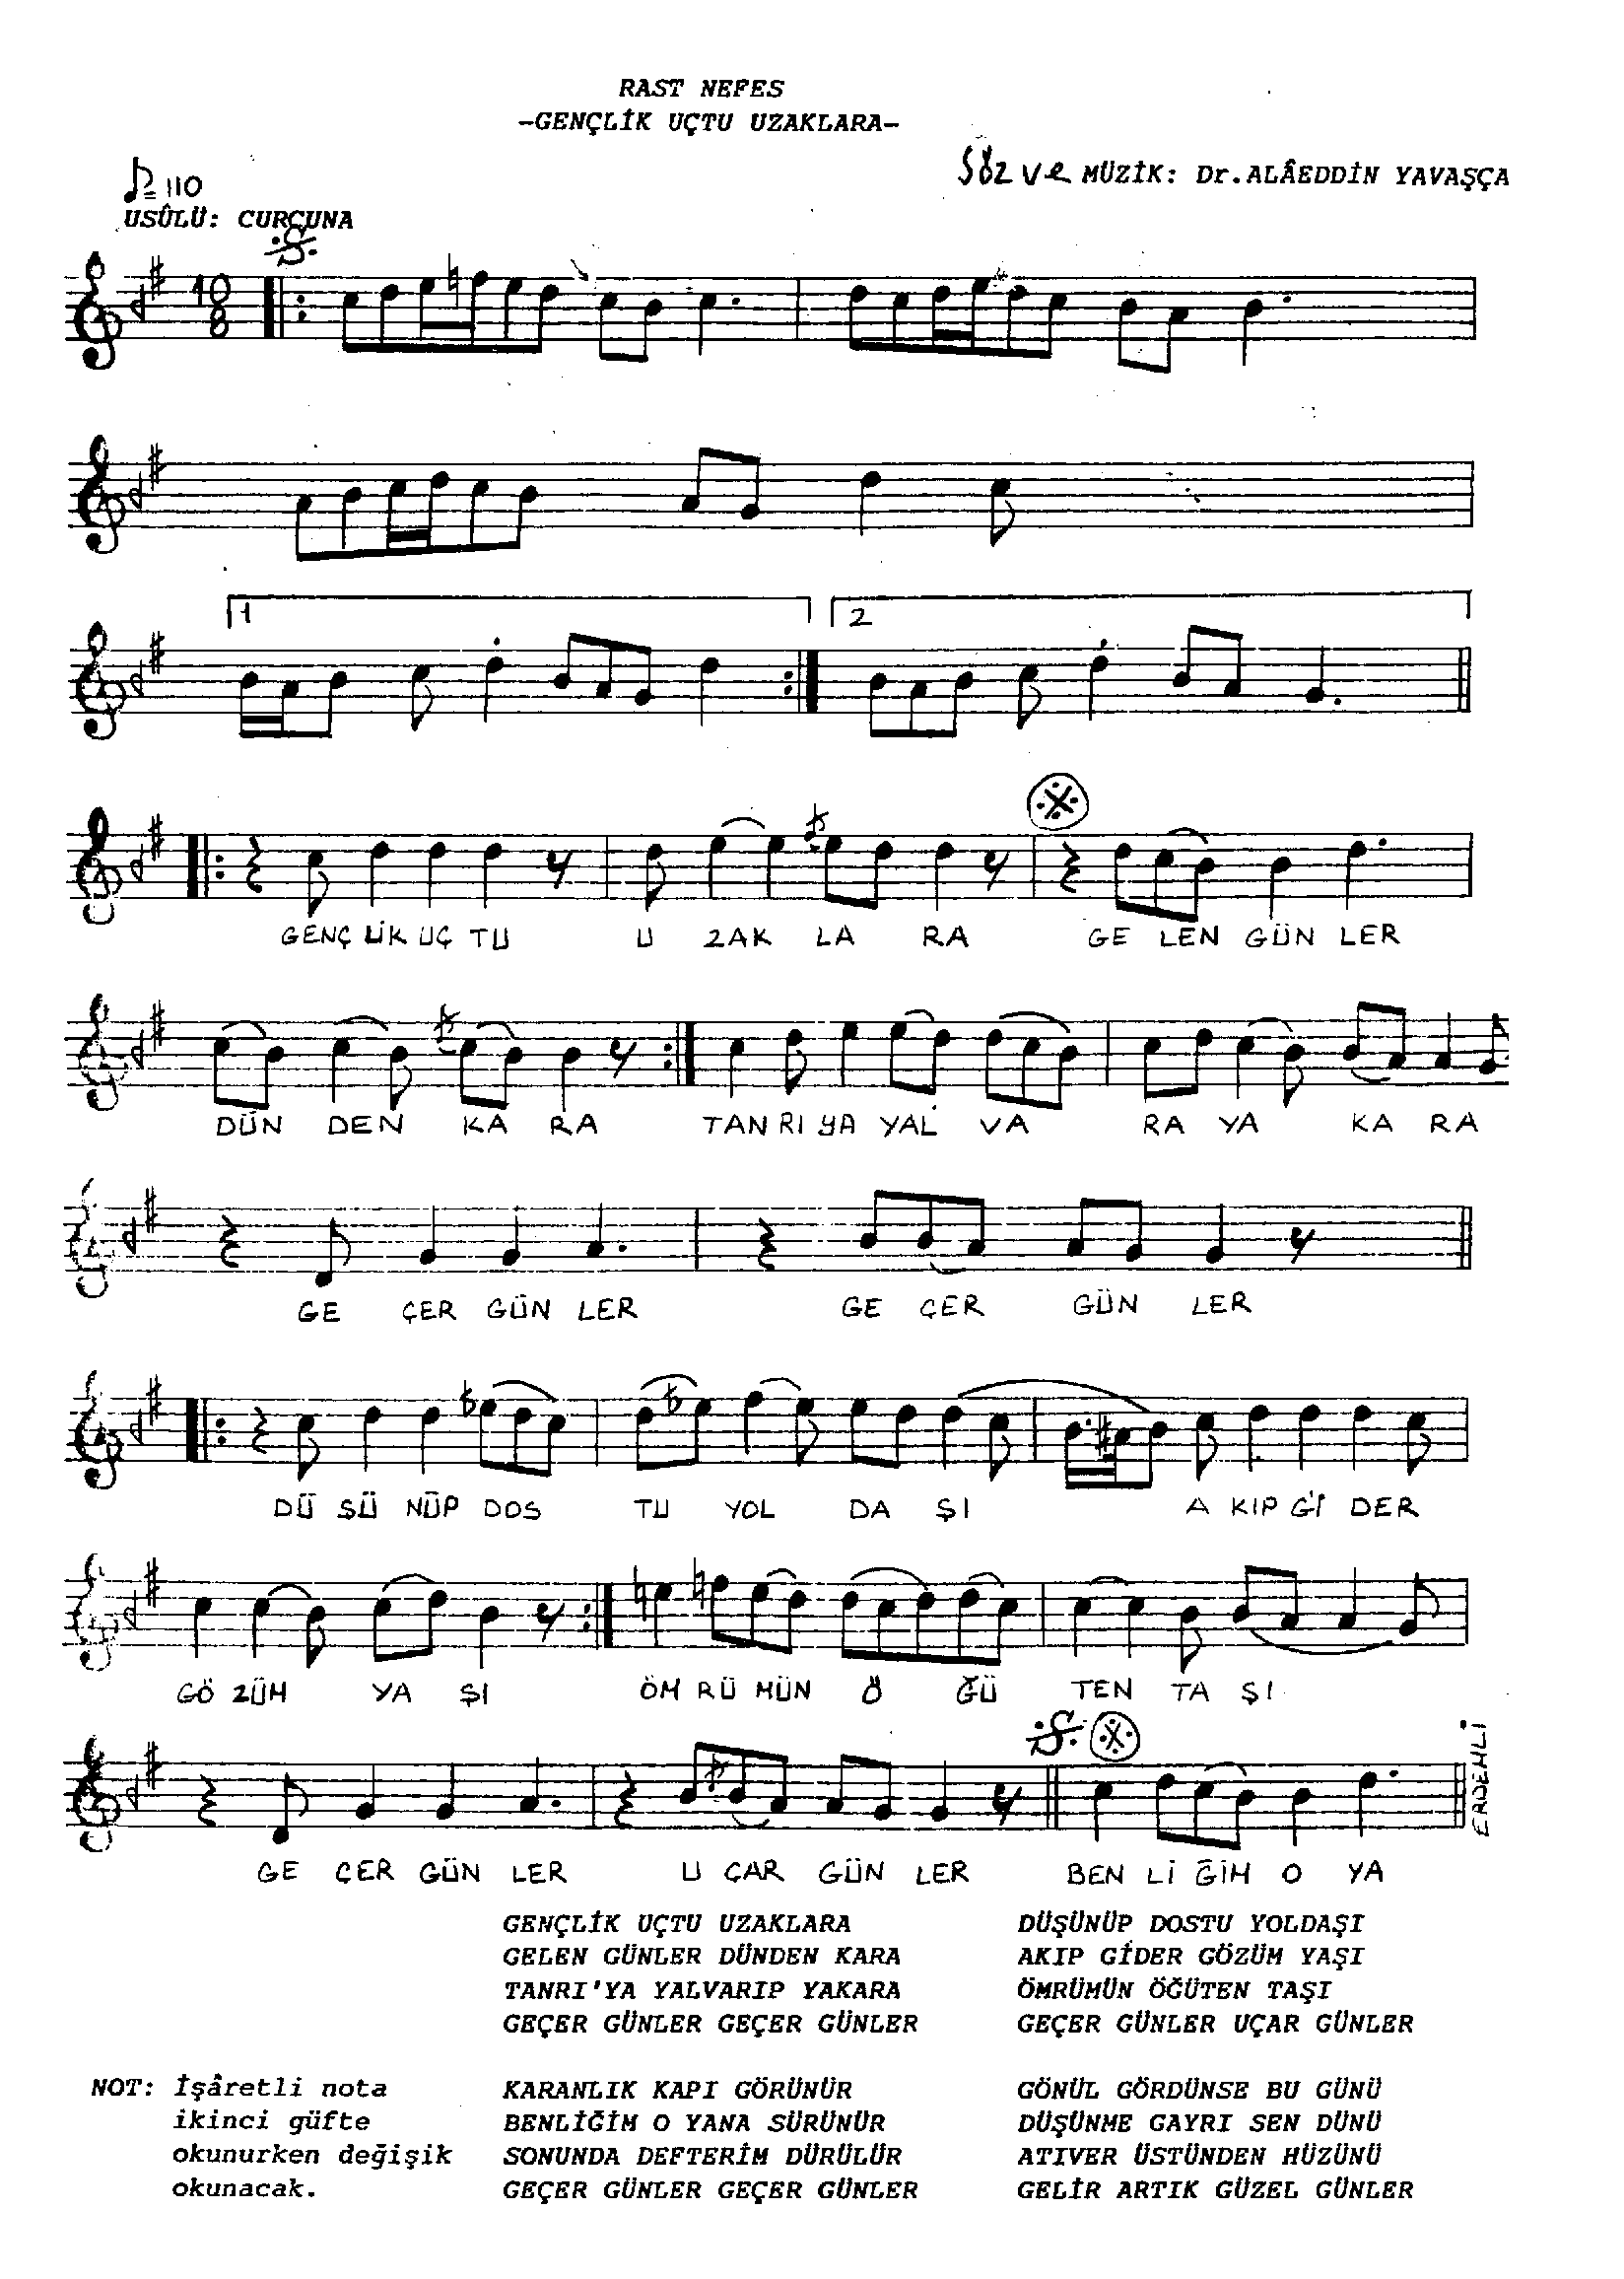 RAST NEFES
-GENÇLİK UÇTU UZAKLARA-
Söz ve MÜZİK: Dr.ALÂEDDİN YAVAŞÇA
♪= 110
USÛLÜ: CURCUNA
10
8
1 2
GENÇ LİK UÇ TU U ZAK LA RA GE LEN GÜN LER
DÜN DEN KA RA TAN RI YA YAL VA RA YA KA RA
GE ÇER GÜN LER GE ÇER GÜN LER
DÜ ŞÜ NÜP DOS TU YOL DA ŞI A KIP Gİ DER
GÖ ZÜM YA ŞI ÖM RÜ MÜN Ö ĞÜ TEN TA ŞI
GE ÇER GÜN LER U ÇAR GÜN LER BEN Lİ ĞİM O YA
ERDEMLİ
GENÇLİK UÇTU UZAKLARA
GELEN GÜNLER DÜNDEN KARA
TANRI'YA YALVARIP YAKARA
GEÇER GÜNLER GEÇER GÜNLER
DÜŞÜNÜP DOSTU YOLDAŞI
AKIP GİDER GÖZÜM YAŞI
ÖMRÜMÜN ÖĞÜTEN TAŞI
GEÇER GÜNLER UÇAR GÜNLER
NOT: İşâretli nota
ikinci güfte
okunurken değişik
okunacak.
KARANLIK KAPI GÖRÜNÜR
BENLİĞİM O YANA SÜRÜNÜR
SONUNDA DEFTERİM DÜRÜLÜR
GEÇER GÜNLER GEÇER GÜNLER
GÖNÜL GÖRDÜNSE BU GÜNÜ
DÜŞÜNME GAYRI SEN DÜNÜ
ATIVER ÜSTÜNDEN HÜZÜNÜ
GELİR ARTIK GÜZEL GÜNLER